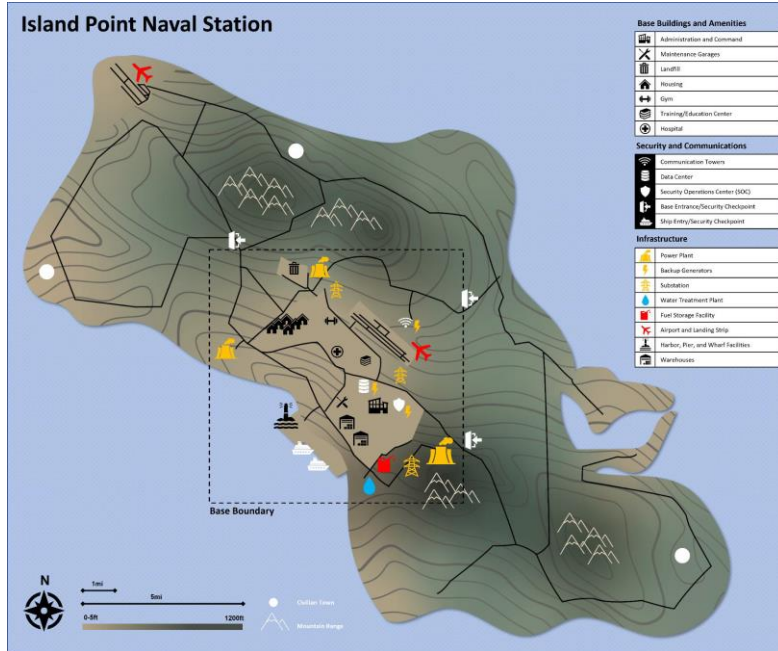 Island Point Naval Station
Base Buildings and Amenities
Administration and Command
Maintenance Garages
Landfill
Housing
Gym
Training/Education Center
Hospital
Security and Communications
Communication Towers
Data Center
Security Operations Center (SOC)
Base Entrance/Security Checkpoint
Ship Entry/Security Checkpoint
Infrastructure
Power Plant
Backup Generators
Substation
Water Treatment Plant
Fuel Storage Facility
Airport and Landing Strip
Harbor, Pier, and Wharf Facilities
Warehouses
Base Boundary
N
1mi
5mi
0-5ft
1200ft
Civilian Town
Mountain Range